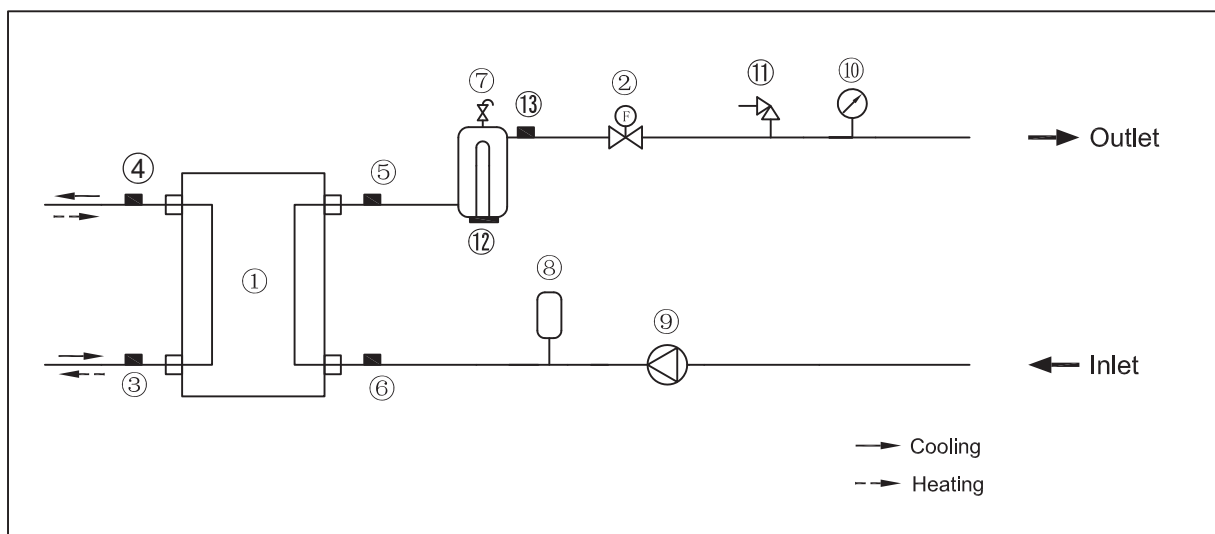 ⑦
⑬
②
⑪
⑩
F
Outlet
④
⑤
⑫
①
⑧
⑨
③
⑥
Inlet
Cooling
Heating